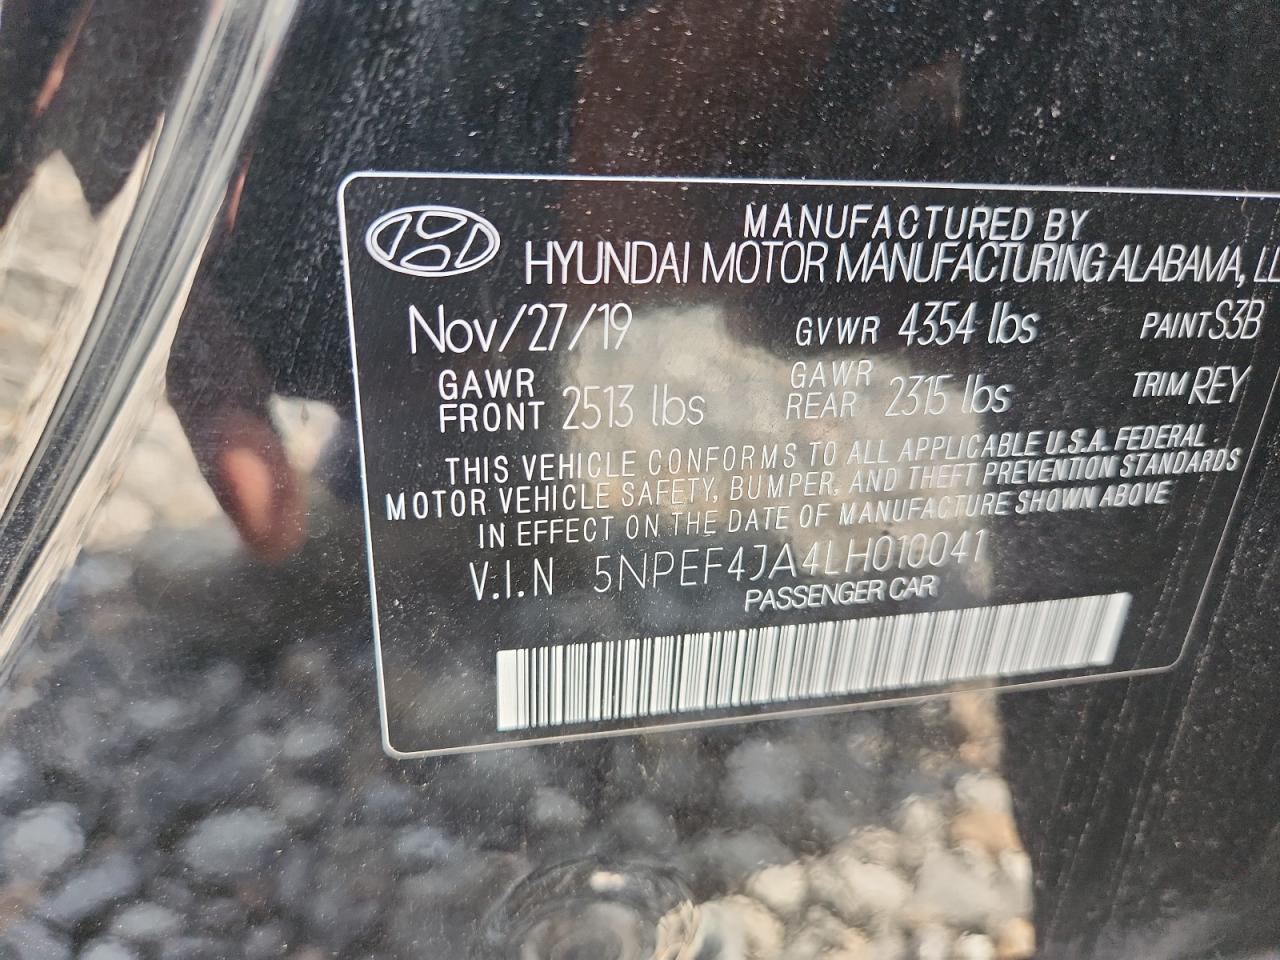 MANUFACTURED BY
HYUNDAI MOTOR MANUFACTURING ALABAMA, LL
Nov/27/19 GVWR 4354 lbs PAINT S3B
GAWR FRONT 2513 lbs GAWR REAR 2315 lbs TRIM REY
THIS VEHICLE CONFORMS TO ALL APPLICABLE U.S.A. FEDERAL
MOTOR VEHICLE SAFETY, BUMPER, AND THEFT PREVENTION STANDARDS
IN EFFECT ON THE DATE OF MANUFACTURE SHOWN ABOVE
V.I.N 5NPEF4JA4LH010041
PASSENGER CAR